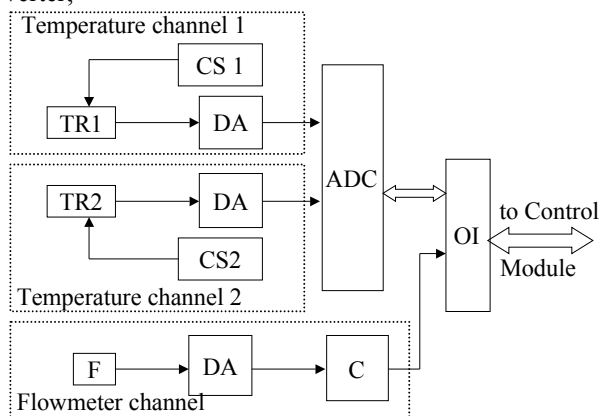 verter;
Temperature channel 1
CS 1
TR1
DA
ADC
TR2
DA
CS2
Temperature channel 2
OI
to Control
Module
F
DA
C
Flowmeter channel